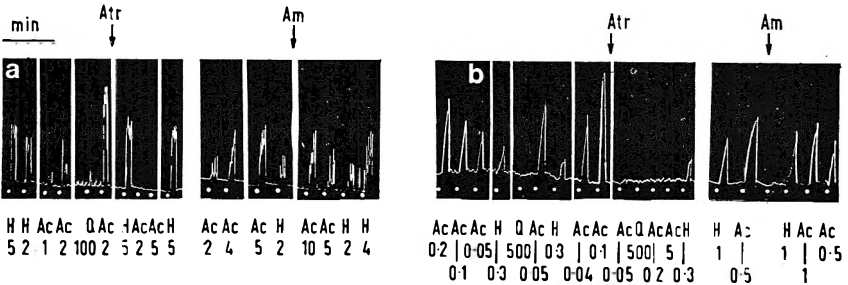 Atr Am Atr Am
min
a b
H H Ac Ac Q Ac H Ac Ac H Ac Ac Ac H Ac Ac H H Ac Ac Ac H Q Ac H Ac Ac Ac Q Ac Ac H H Ac H Ac Ac
5 2 1 2 100 2 5 2 5 5 2 4 5 2 10 5 2 4 0·2 | 0·05 | 500 | 0·3 | 0·1 | 500 | 5 | 1 | 1 | 0·5
0·1 0·3 0·05 0·04 0·05 0·2 0·3 0·5 1